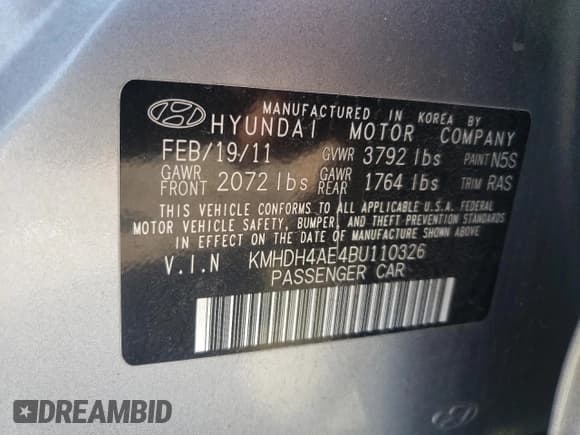 MANUFACTURED IN KOREA BY
HYUNDAI MOTOR COMPANY
FEB/19/11 GVWR 3792 lbs PAINT N5S
GAWR FRONT 2072 lbs GAWR REAR 1764 lbs TRIM RAS
THIS VEHICLE CONFORMS TO ALL APPLICABLE U.S.A. FEDERAL
MOTOR VEHICLE SAFETY, BUMPER, AND THEFT PREVENTION STANDARDS
IN EFFECT ON THE DATE OF MANUFACTURE SHOWN ABOVE.
V.I.N KMHDH4AE4BU110326
PASSENGER CAR
DREAMBID